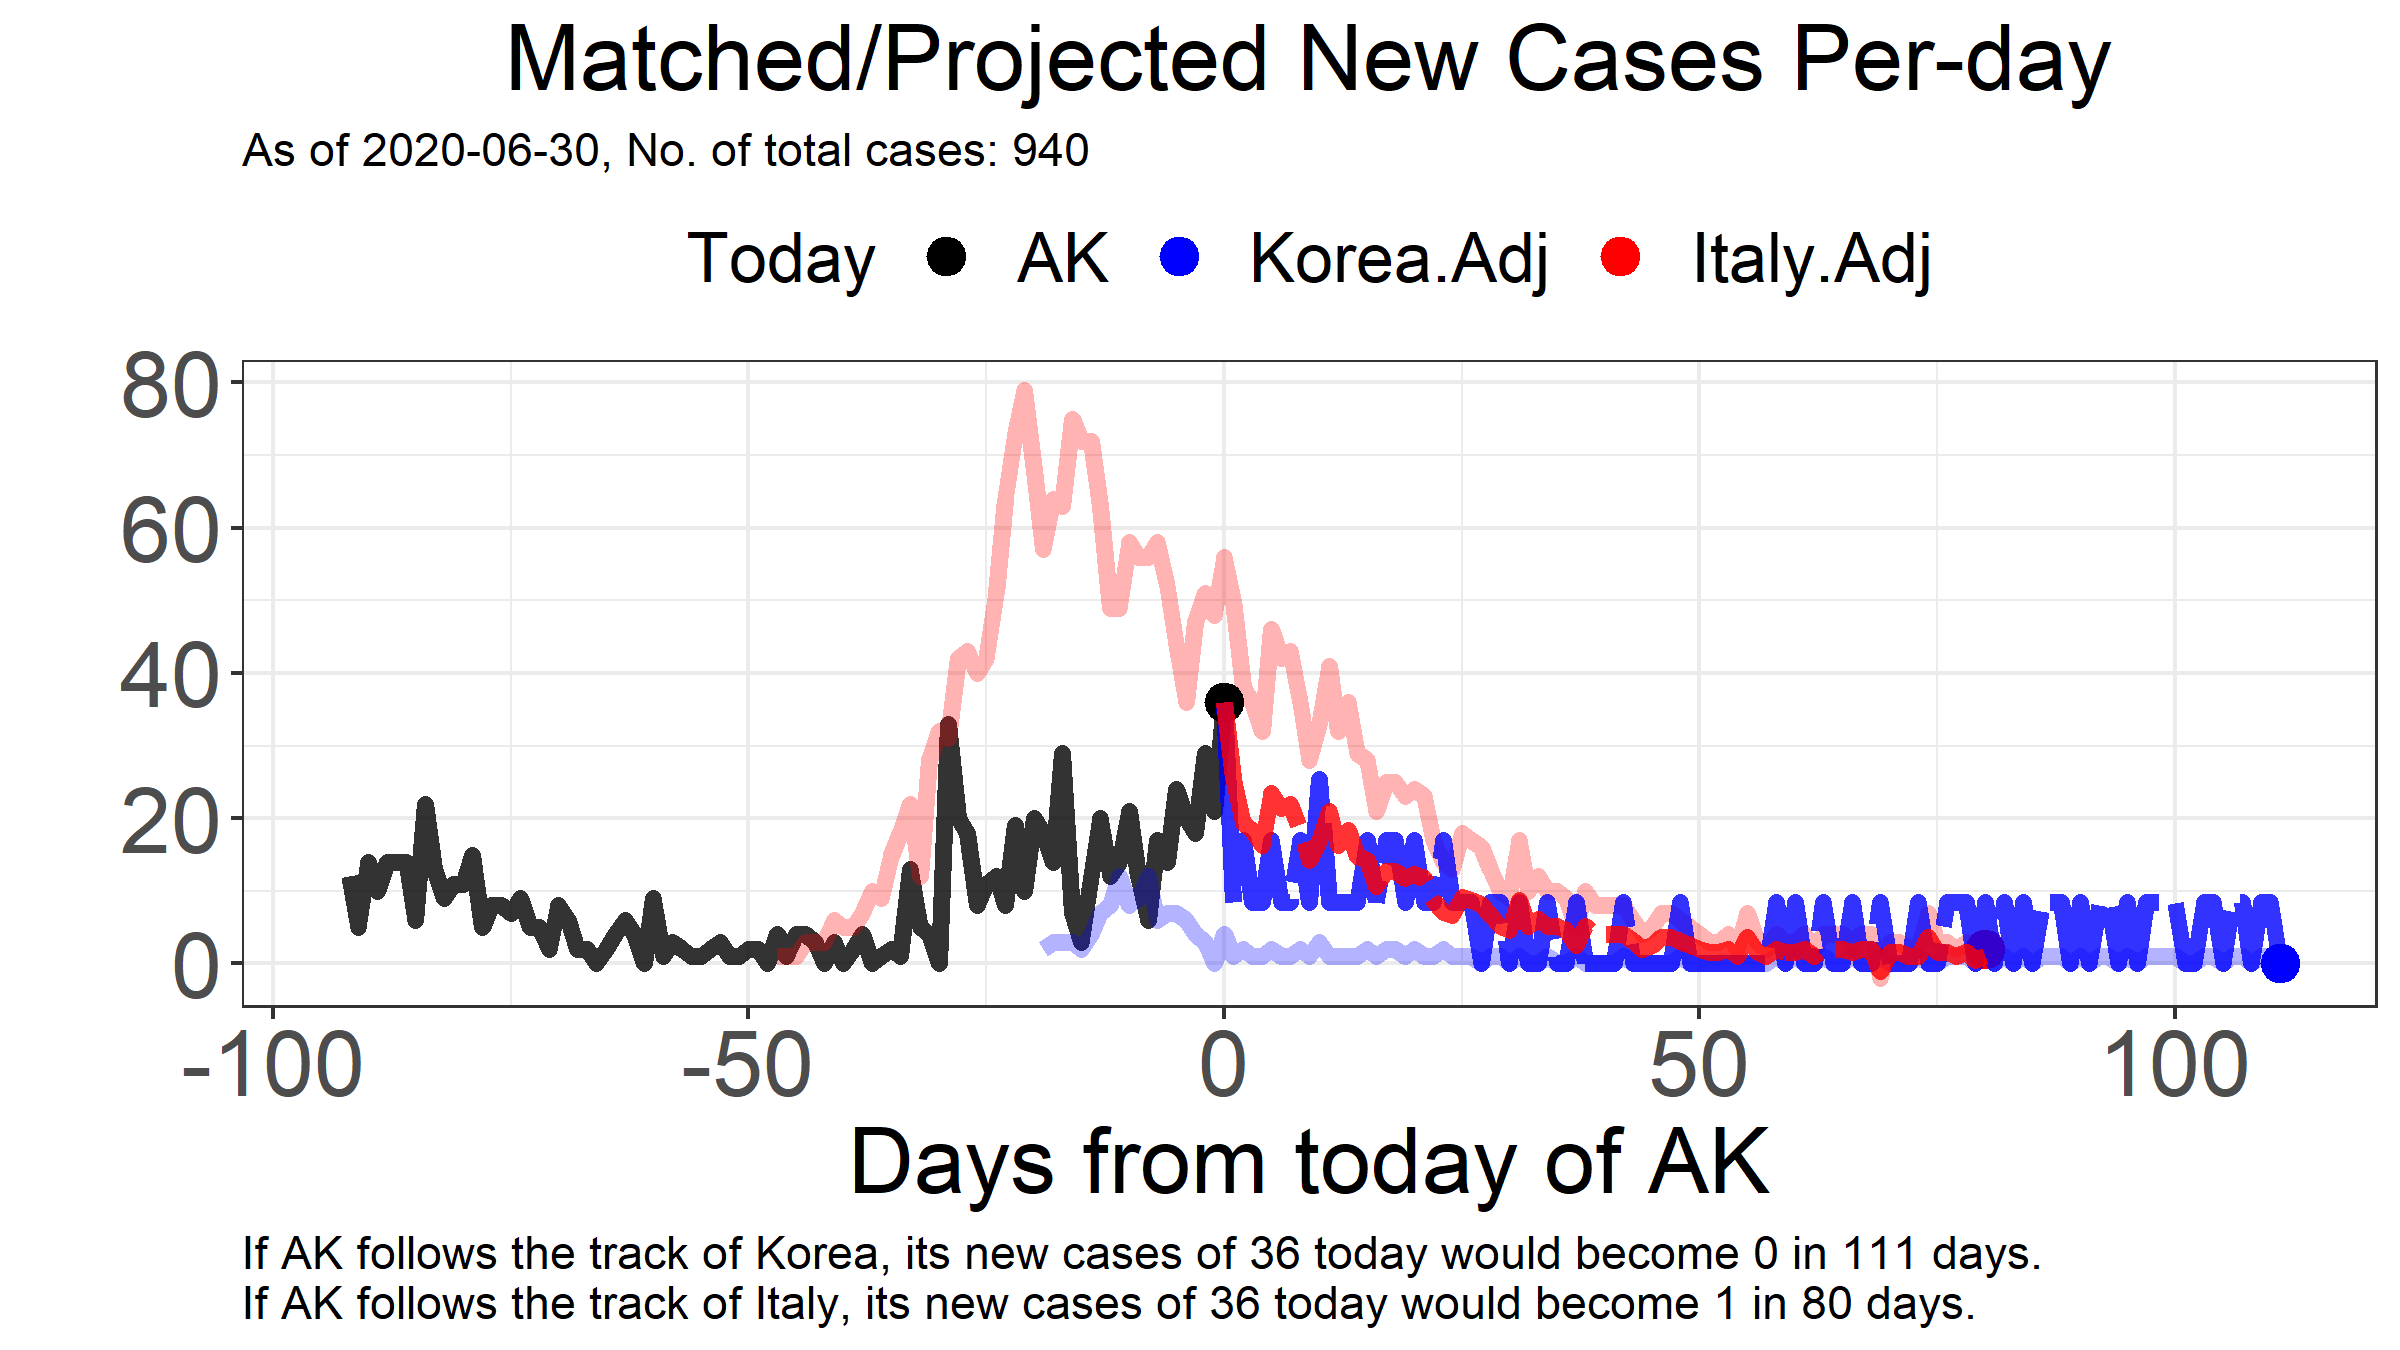 Matched/Projected New Cases Per-day
As of 2020-06-30, No. of total cases: 940
Today AK Korea.Adj Italy.Adj
80
60
40
20
0
-100 -50 0 50 100
Days from today of AK
If AK follows the track of Korea, its new cases of 36 today would become 0 in 111 days.
If AK follows the track of Italy, its new cases of 36 today would become 1 in 80 days.